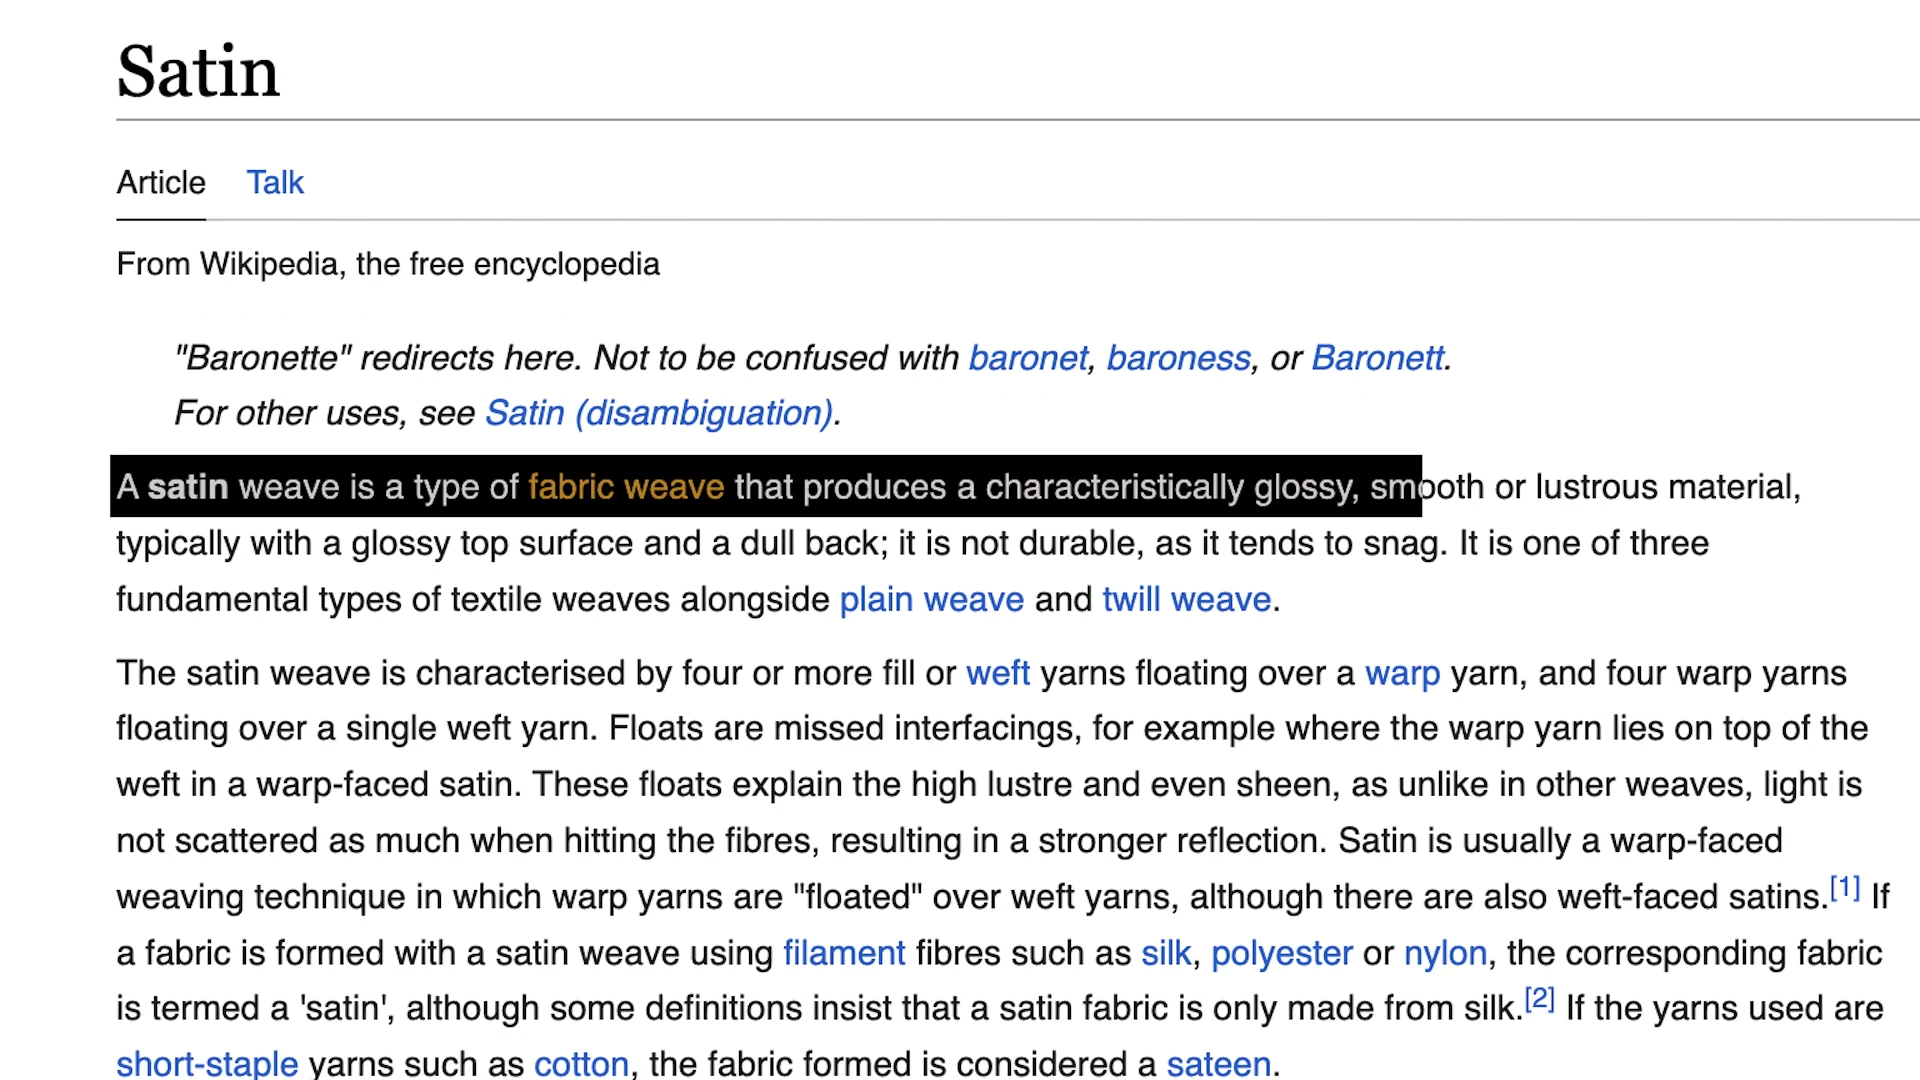 Satin
Article Talk
From Wikipedia, the free encyclopedia
"Baronette" redirects here. Not to be confused with baronet, baroness, or Baronett.
For other uses, see Satin (disambiguation).
A satin weave is a type of fabric weave that produces a characteristically glossy, smooth or lustrous material,
typically with a glossy top surface and a dull back; it is not durable, as it tends to snag. It is one of three
fundamental types of textile weaves alongside plain weave and twill weave.
The satin weave is characterised by four or more fill or weft yarns floating over a warp yarn, and four warp yarns
floating over a single weft yarn. Floats are missed interfacings, for example where the warp yarn lies on top of the
weft in a warp-faced satin. These floats explain the high lustre and even sheen, as unlike in other weaves, light is
not scattered as much when hitting the fibres, resulting in a stronger reflection. Satin is usually a warp-faced
weaving technique in which warp yarns are "floated" over weft yarns, although there are also weft-faced satins.[1] If
a fabric is formed with a satin weave using filament fibres such as silk, polyester or nylon, the corresponding fabric
is termed a 'satin', although some definitions insist that a satin fabric is only made from silk.[2] If the yarns used are
short-staple yarns such as cotton, the fabric formed is considered a sateen.